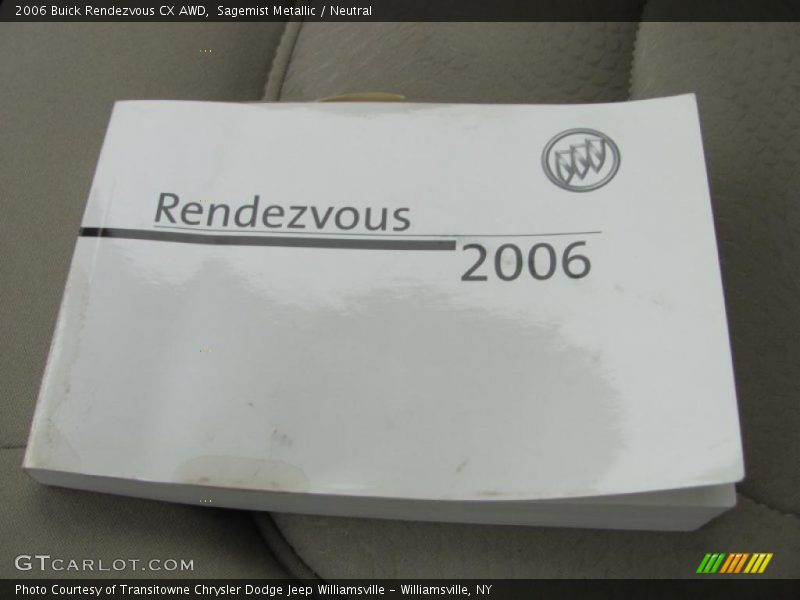 2006 Buick Rendezvous CX AWD,  Sagemist Metallic / Neutral
Rendezvous
2006
GTCARLOT.COM
Photo Courtesy of Transitowne Chrysler Dodge Jeep Williamsville - Williamsville, NY